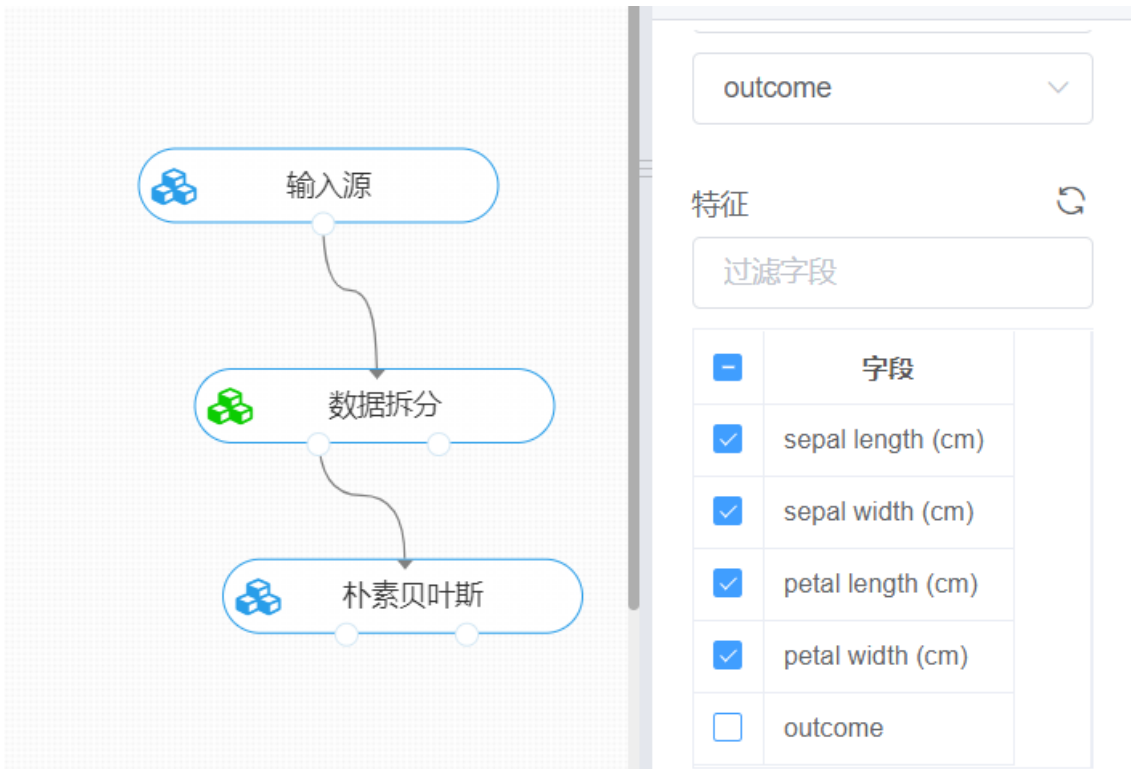 输入源
数据拆分
朴素贝叶斯
outcome
特征
过滤字段
字段
sepal length (cm)
sepal width (cm)
petal length (cm)
petal width (cm)
outcome